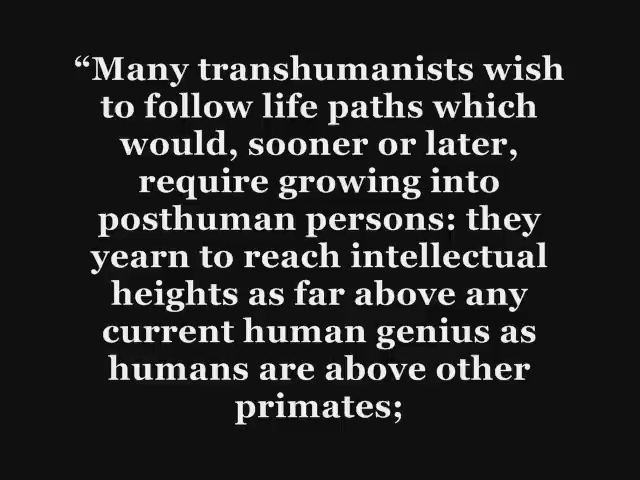 “Many transhumanists wish
to follow life paths which
would, sooner or later,
require growing into
posthuman persons: they
yearn to reach intellectual
heights as far above any
current human genius as
humans are above other
primates;